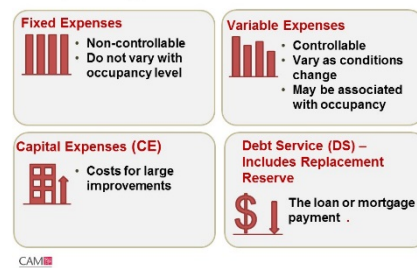 Fixed Expenses
• Non-controllable
• Do not vary with
occupancy level
Variable Expenses
• Controllable
• Vary as conditions
change
• May be associated
with occupancy
Capital Expenses (CE)
• Costs for large
improvements
Debt Service (DS) –
Includes Replacement
Reserve
The loan or mortgage
payment .
CAM